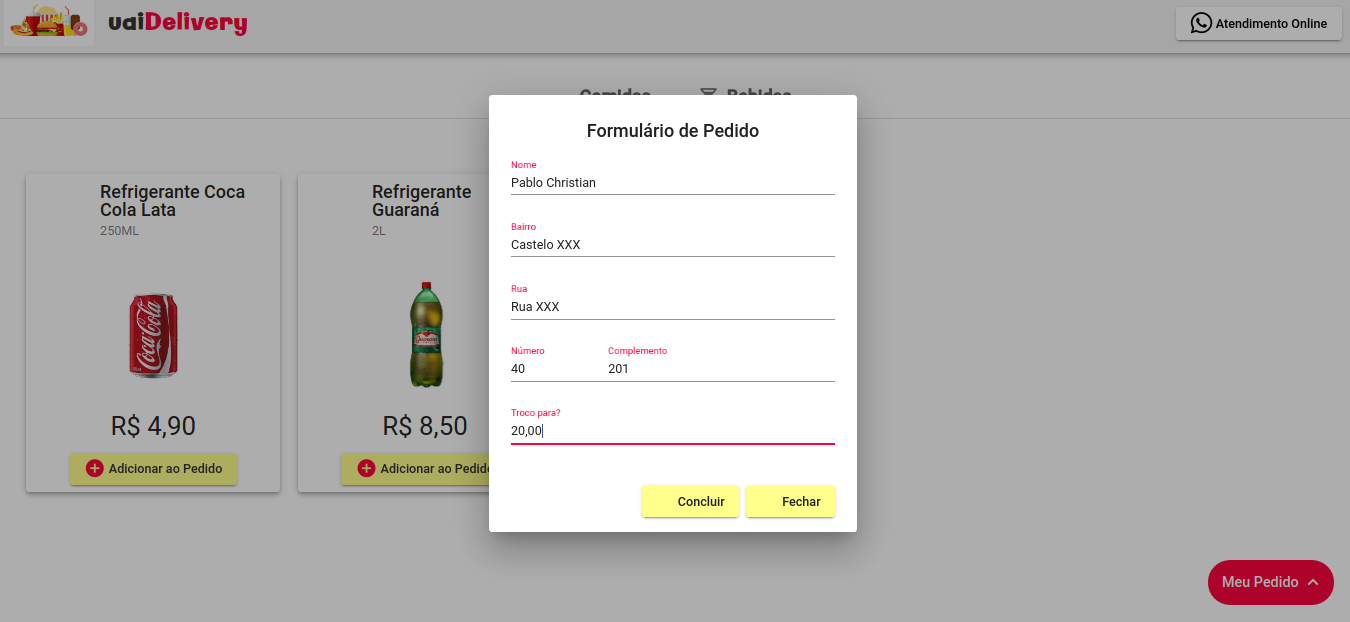 uaiDelivery
Atendimento Online
Comidas Bebidas
Formulário de Pedido
Nome
Pablo Christian
Bairro
Castelo XXX
Rua
Rua XXX
Número Complemento
40 201
Troco para?
20,00
Concluir Fechar
Refrigerante Coca
Cola Lata
250ML
Coca-Cola
R$ 4,90
Adicionar ao Pedido
Refrigerante
Guaraná
2L
R$ 8,50
Adicionar ao Pedido
Meu Pedido